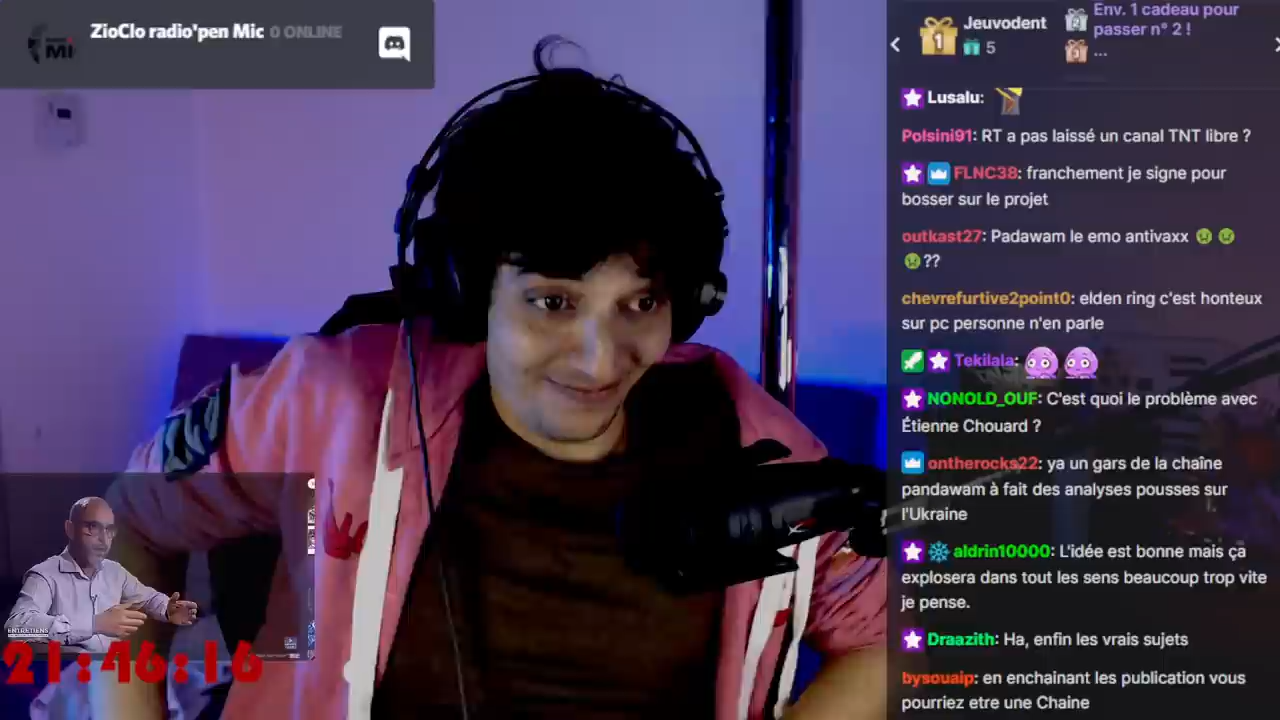 ZioClo radio'pen Mic 0 ONLINE
MI
Jeuvodent
5
1
2
Env. 1 cadeau pour
passer n° 2 !
3
...
Lusalu:
Polsini91: RT a pas laissé un canal TNT libre ?
FLNC38: franchement je signe pour
bosser sur le projet
outkast27: Padawam le emo antivaxx 🤢 🤢
🤢 ??
chevrefurtive2point0: elden ring c'est honteux
sur pc personne n'en parle
Tekilala:
NONOLD_OUF: C'est quoi le problème avec
Étienne Chouard ?
ontherocks22: ya un gars de la chaîne
pandawam à fait des analyses pousses sur
l'Ukraine
aldrin10000: L'idée est bonne mais ça
explosera dans tout les sens beaucoup trop vite
je pense.
Draazith: Ha, enfin les vrais sujets
bysouaip: en enchainant les publication vous
pourriez etre une Chaine
ENTRETIENS
21:46:16